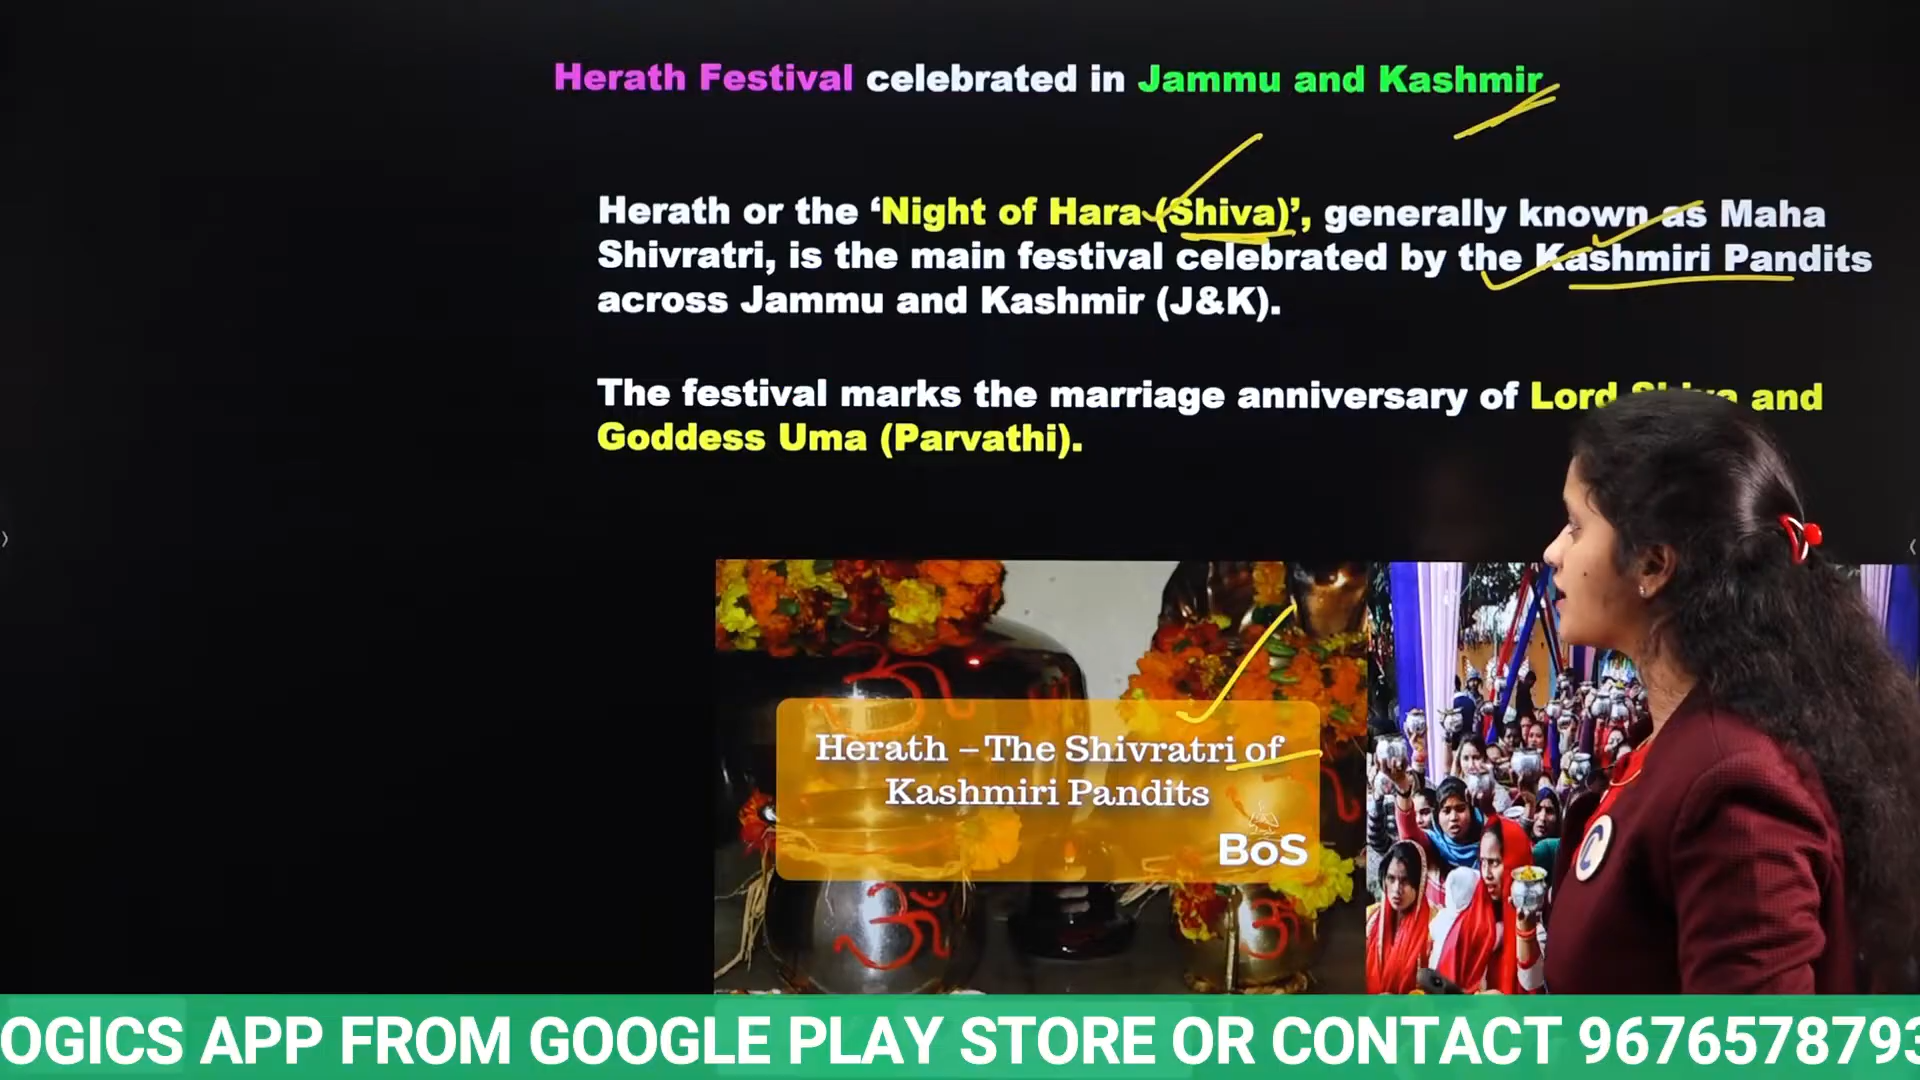 Herath Festival celebrated in Jammu and Kashmir
Herath or the ‘Night of Hara (Shiva)’, generally known as Maha
Shivratri, is the main festival celebrated by the Kashmiri Pandits
across Jammu and Kashmir (J&K).
The festival marks the marriage anniversary of Lord Shiva and
Goddess Uma (Parvathi).
Herath – The Shivratri of
Kashmiri Pandits
BoS
ॐ
ॐ
ॐ
C
OGICS APP FROM GOOGLE PLAY STORE OR CONTACT 9676578793